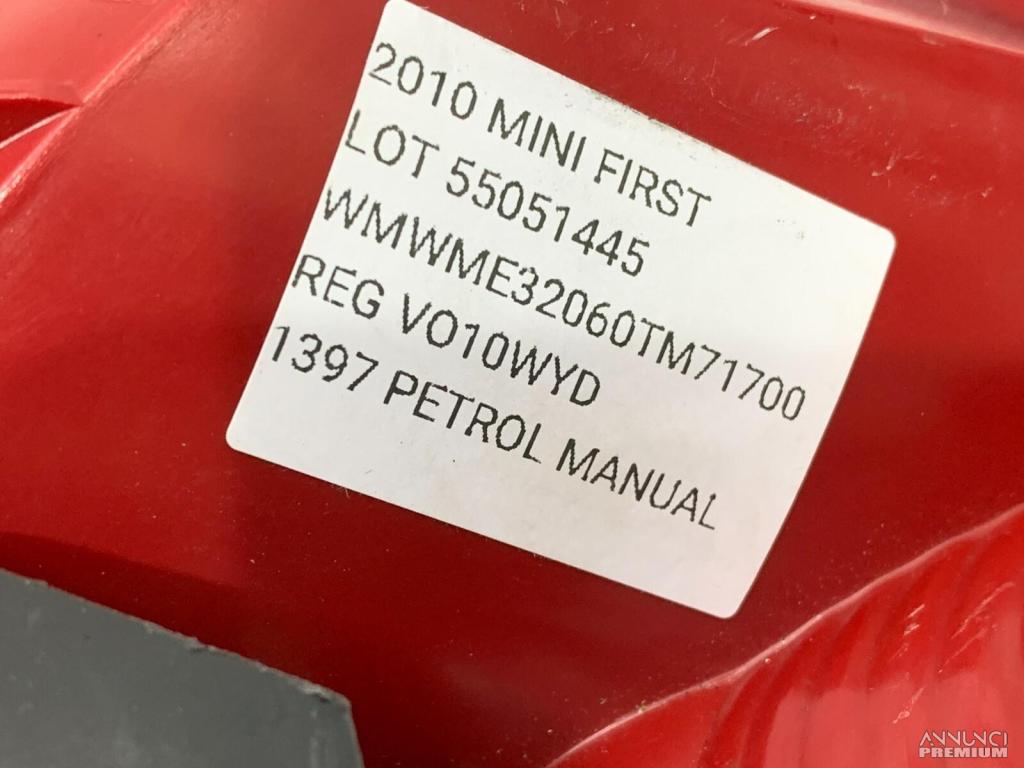 2010 MINI FIRST
LOT 55051445
WMWME32060TM71700
REG VO10WYD
1397 PETROL MANUAL
ANNUNCI
PREMIUM